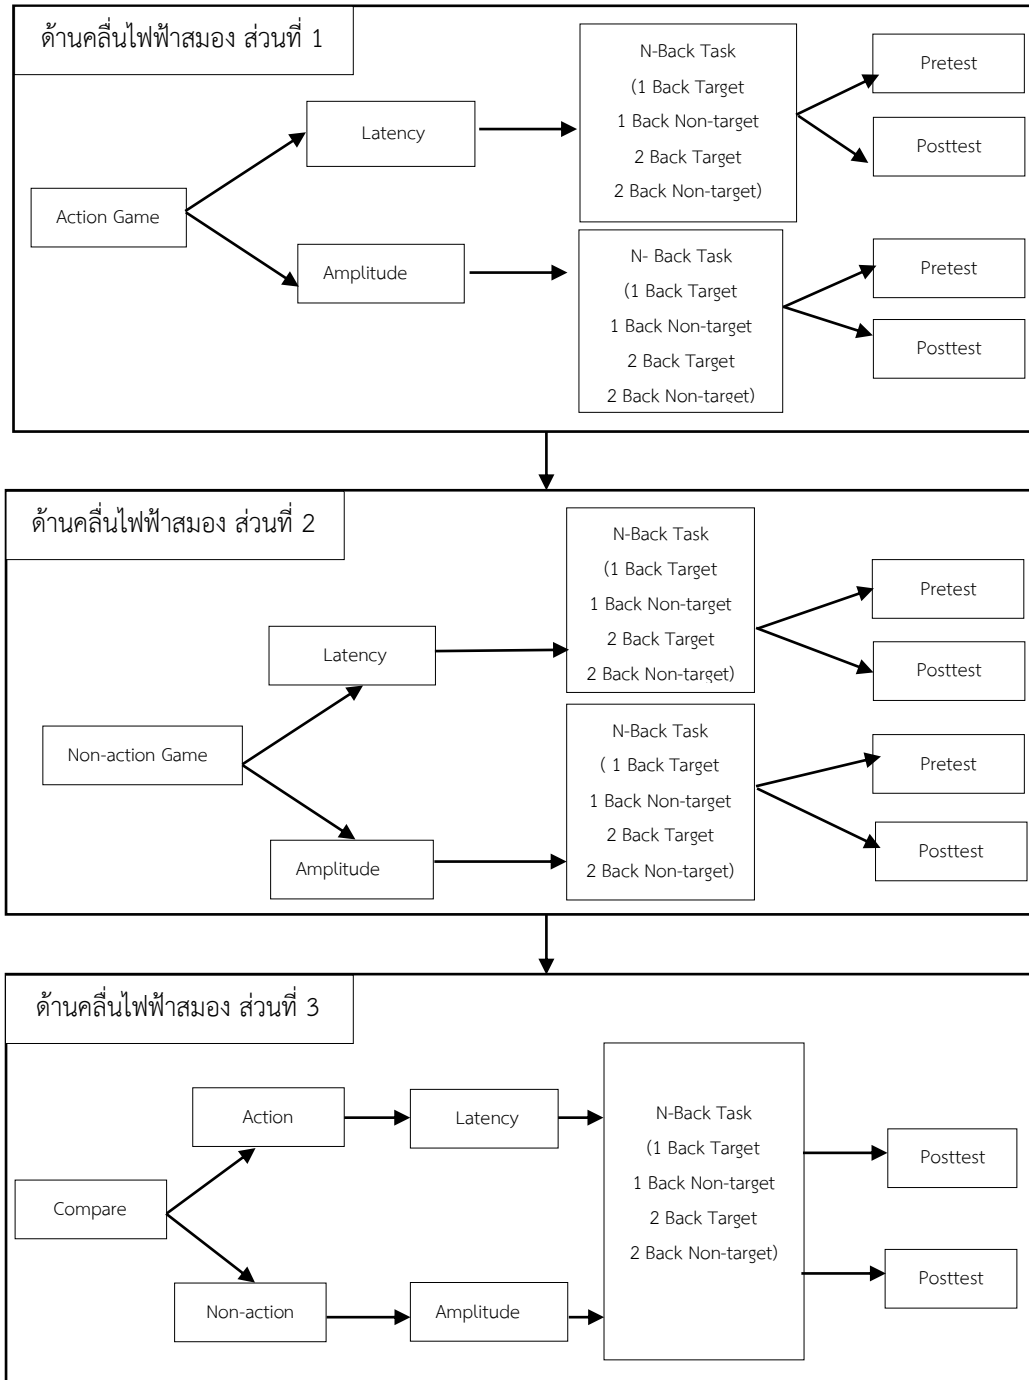 ด้านคลื่นไฟฟ้าสมอง ส่วนที่ 1
Action Game
Latency
Amplitude
N-Back Task
(1 Back Target
1 Back Non-target
2 Back Target
2 Back Non-target)
Pretest
Posttest
N- Back Task
(1 Back Target
1 Back Non-target
2 Back Target
2 Back Non-target)
Pretest
Posttest
ด้านคลื่นไฟฟ้าสมอง ส่วนที่ 2
Non-action Game
Latency
Amplitude
N-Back Task
(1 Back Target
1 Back Non-target
2 Back Target
2 Back Non-target)
Pretest
Posttest
N-Back Task
( 1 Back Target
1 Back Non-target
2 Back Target
2 Back Non-target)
Pretest
Posttest
ด้านคลื่นไฟฟ้าสมอง ส่วนที่ 3
Compare
Action
Latency
Non-action
Amplitude
N-Back Task
(1 Back Target
1 Back Non-target
2 Back Target
2 Back Non-target)
Posttest
Posttest